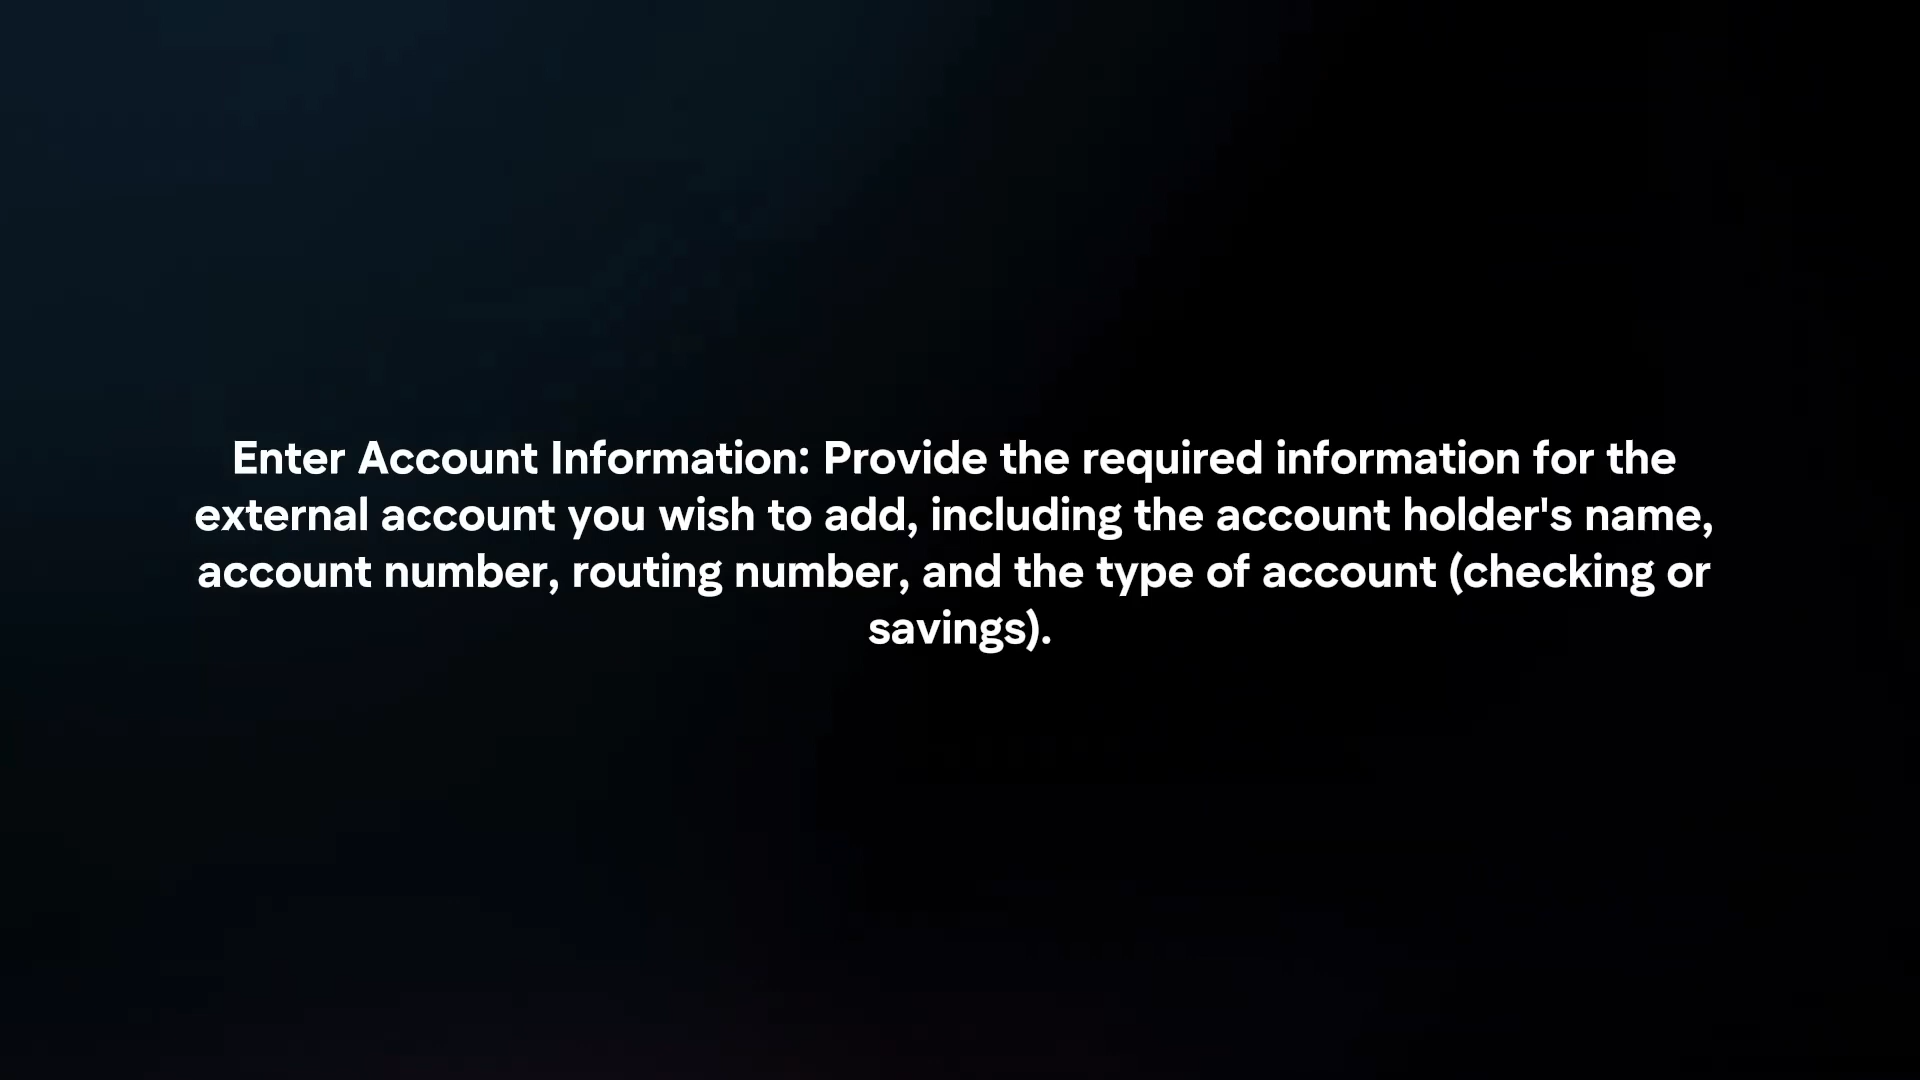 Enter Account Information: Provide the required information for the
external account you wish to add, including the account holder's name,
account number, routing number, and the type of account (checking or
savings).